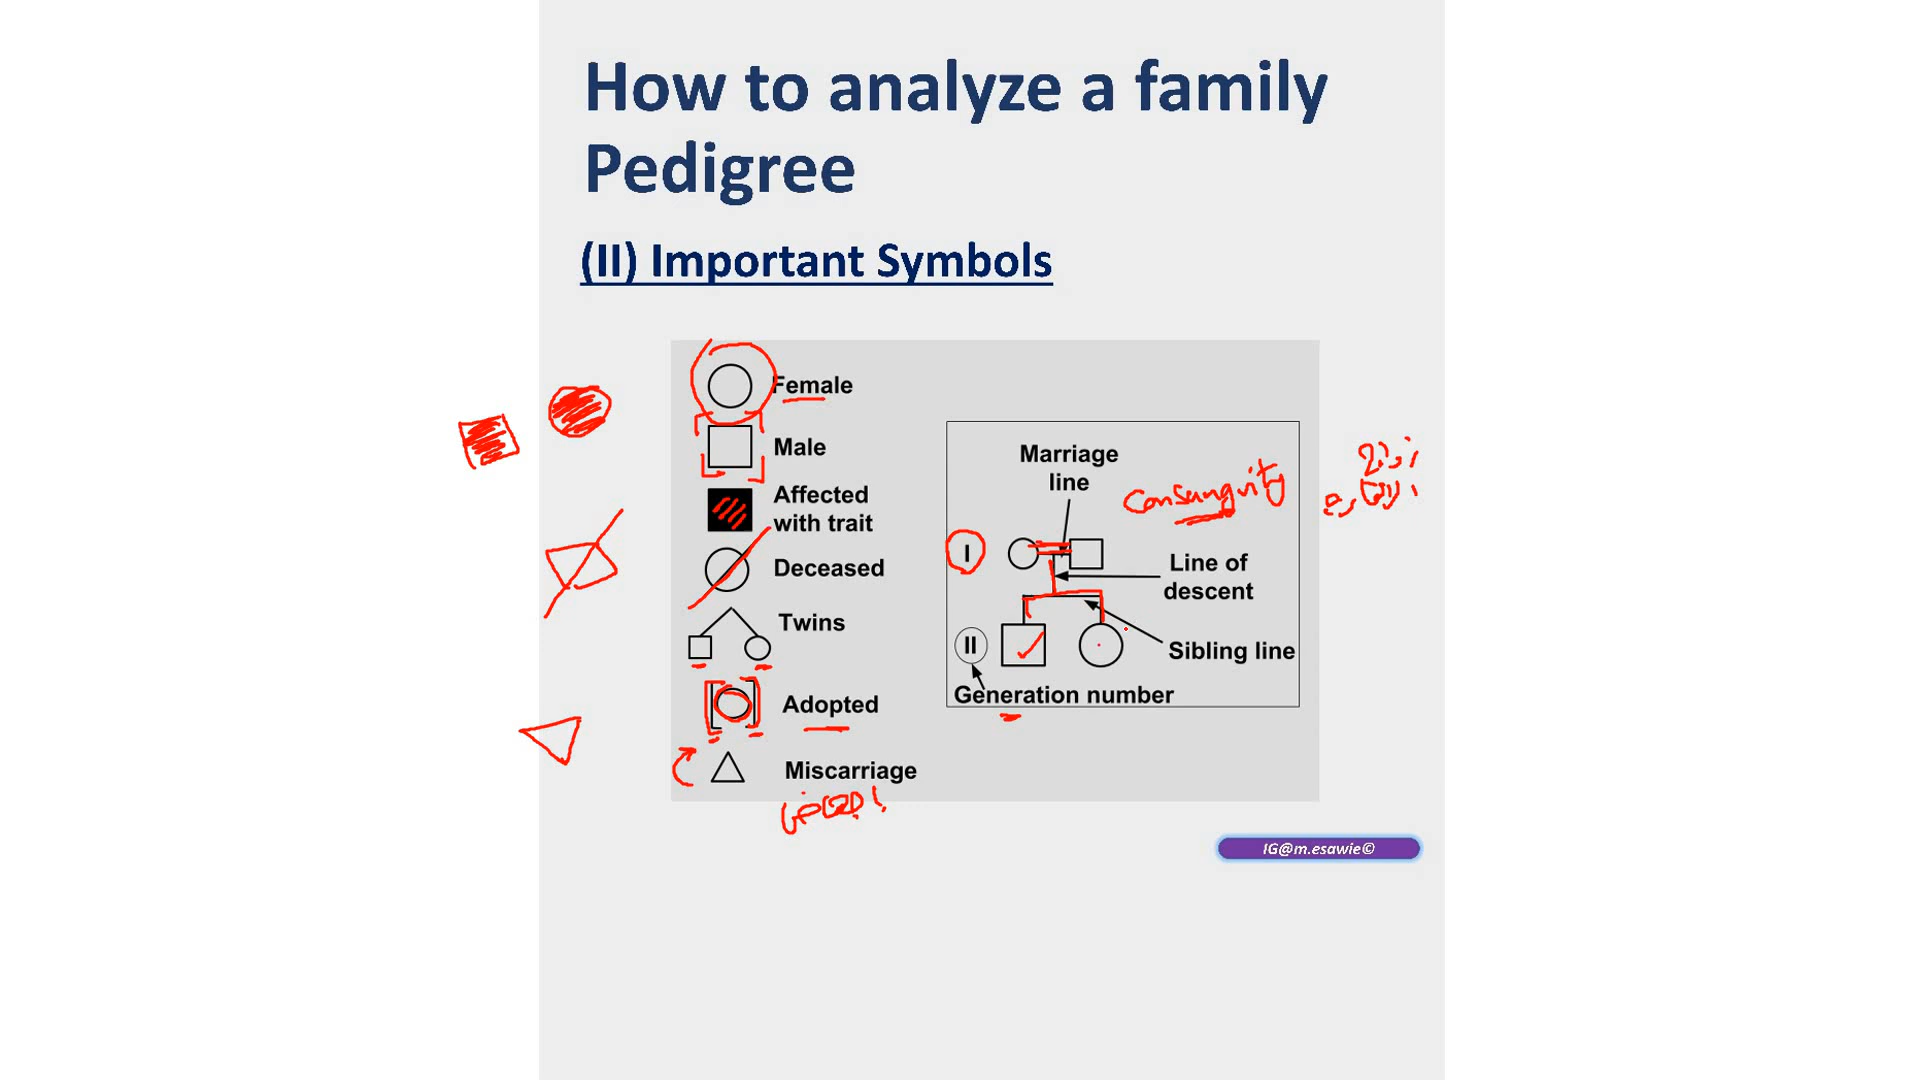 How to analyze a family
Pedigree
(II) Important Symbols
Female
Male
Affected
with trait
Deceased
Twins
Adopted
Miscarriage
Marriage
line
Consangnity
I
Line of
descent
II
Sibling line
Generation number
IG@m.esawie©